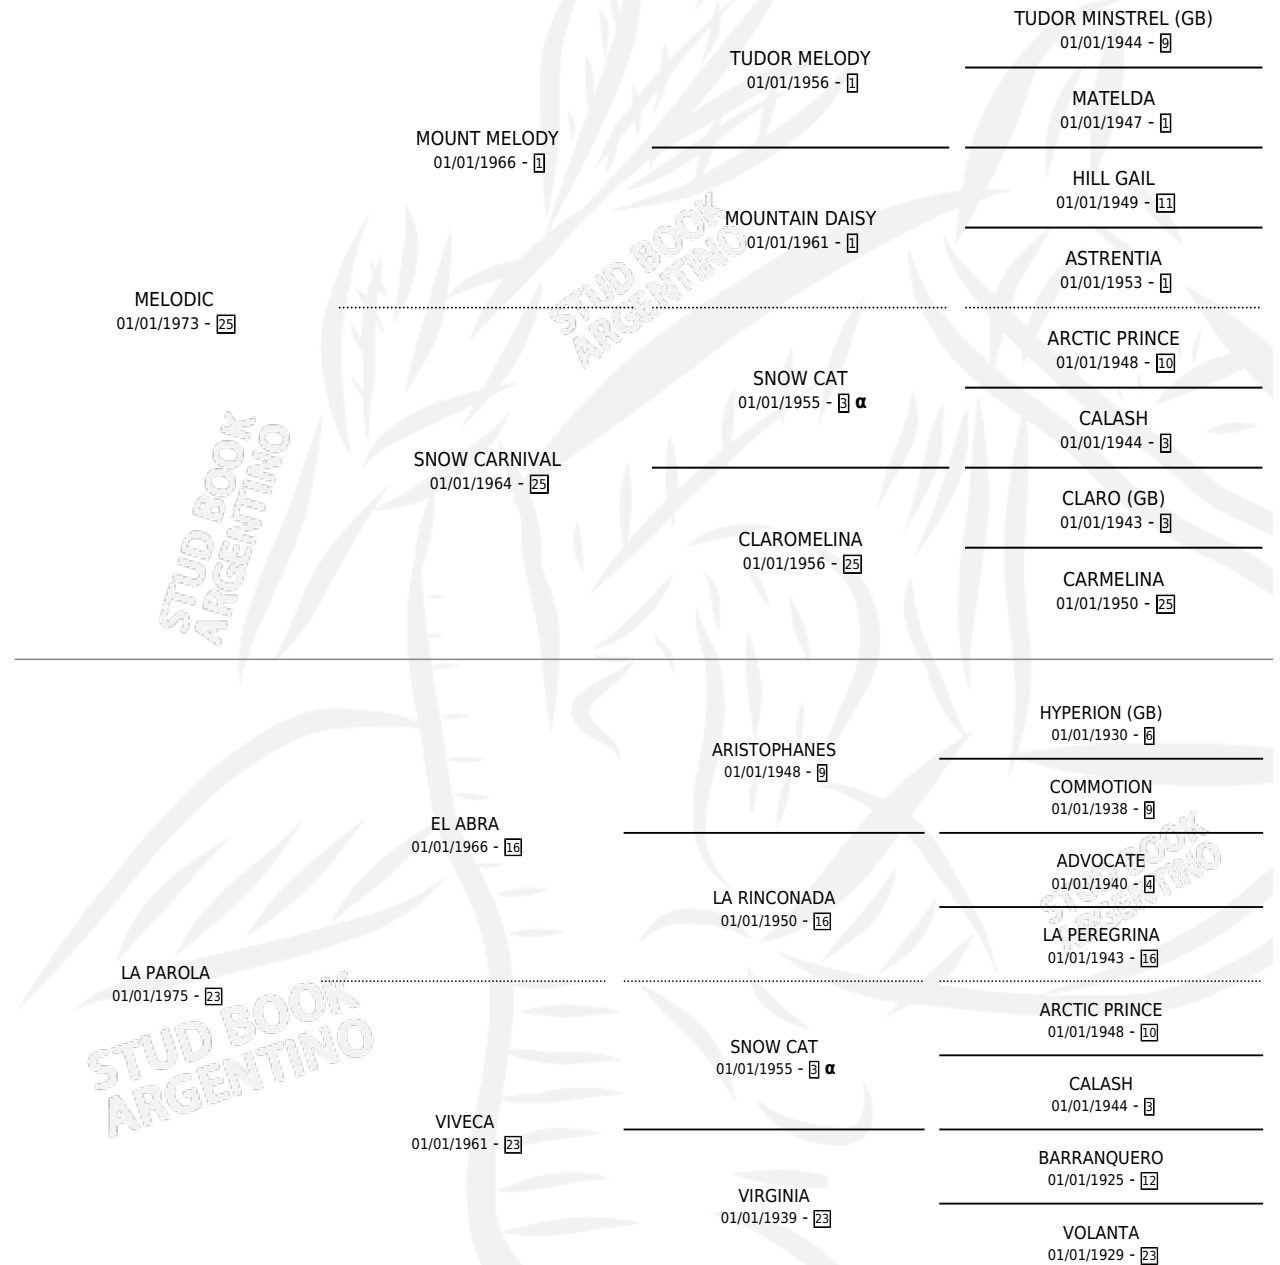 TUDOR MINSTREL (GB)
01/01/1944 - 9
TUDOR MELODY
01/01/1956 - 1
MATELDA
01/01/1947 - 1
MOUNT MELODY
01/01/1966 - 1
HILL GAIL
01/01/1949 - 11
MOUNTAIN DAISY
01/01/1961 - 1
ASTRENTIA
01/01/1953 - 1
MELODIC
01/01/1973 - 25
ARCTIC PRINCE
01/01/1948 - 10
SNOW CAT
01/01/1955 - 3 α
CALASH
01/01/1944 - 3
SNOW CARNIVAL
01/01/1964 - 25
CLARO (GB)
01/01/1943 - 3
CLAROMELINA
01/01/1956 - 25
CARMELINA
01/01/1950 - 25
HYPERION (GB)
01/01/1930 - 6
ARISTOPHANES
01/01/1948 - 9
COMMOTION
01/01/1938 - 9
EL ABRA
01/01/1966 - 16
ADVOCATE
01/01/1940 - 4
LA RINCONADA
01/01/1950 - 16
LA PEREGRINA
01/01/1943 - 16
LA PAROLA
01/01/1975 - 23
ARCTIC PRINCE
01/01/1948 - 10
SNOW CAT
01/01/1955 - 3 α
CALASH
01/01/1944 - 3
VIVECA
01/01/1961 - 23
BARRANQUERO
01/01/1925 - 12
VIRGINIA
01/01/1939 - 23
VOLANTA
01/01/1929 - 23
STUD BOOK
ARGENTINO
STUD BOOK
ARGENTINO
STUD BOOK
ARGENTINO
STUD BOOK
ARGENTINO